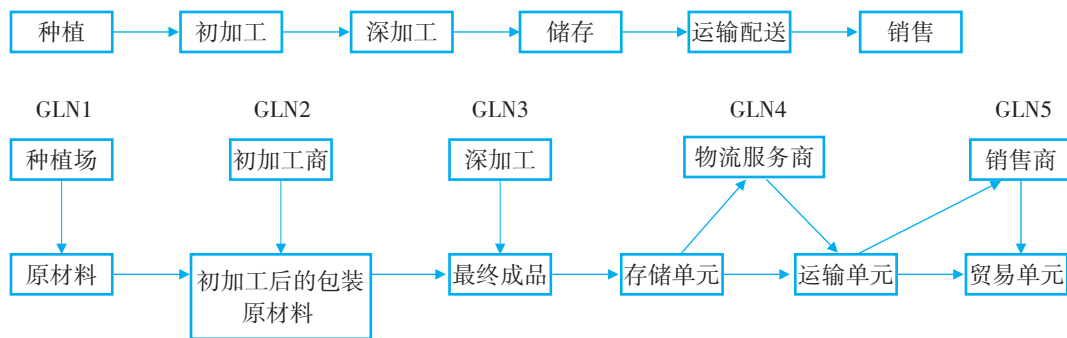 种植 初加工 深加工 储存 运输配送 销售
GLN1 GLN2 GLN3 GLN4 GLN5
种植场 初加工商 深加工 物流服务商 销售商
原材料 初加工后的包装 最终成品 存储单元 运输单元 贸易单元
原材料